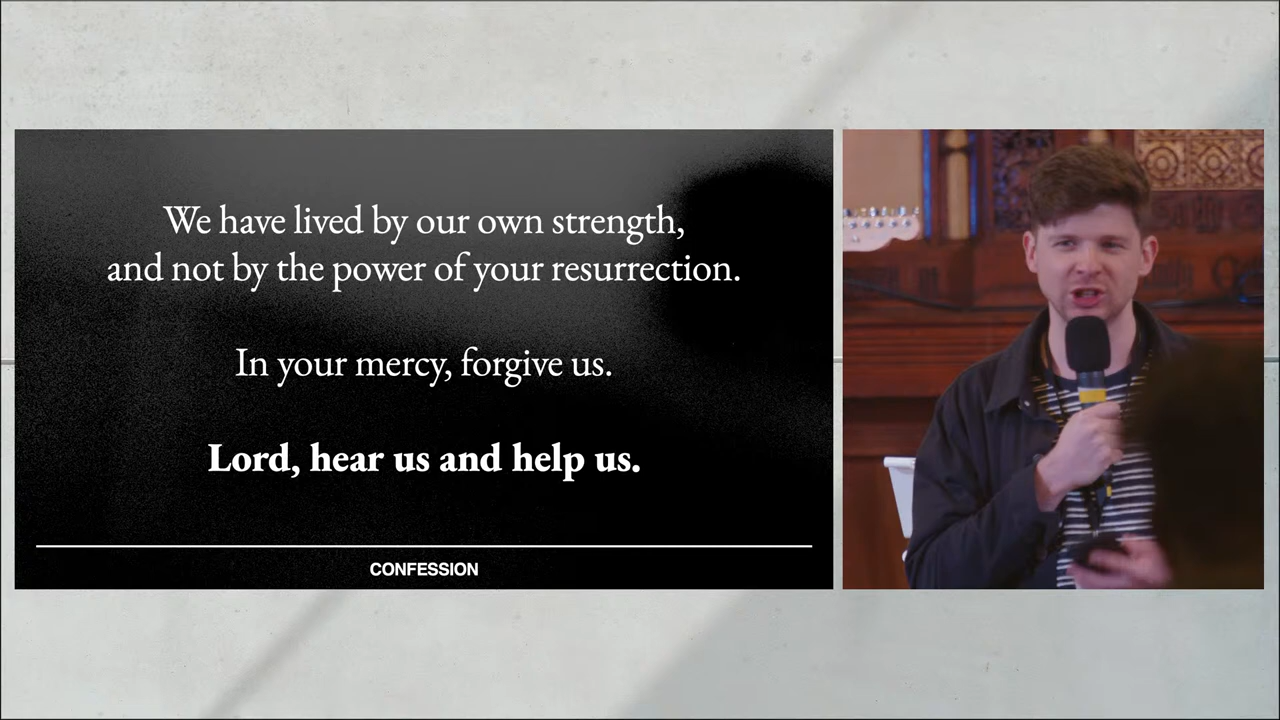 We have lived by our own strength,
and not by the power of your resurrection.
In your mercy, forgive us.
Lord, hear us and help us.
CONFESSION